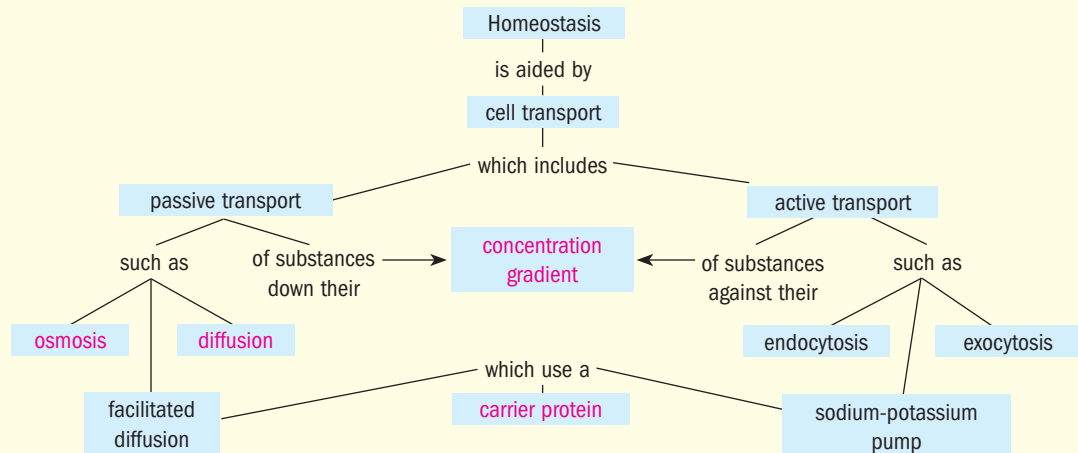 Homeostasis
is aided by
cell transport
which includes
passive transport
active transport
such as
of substances
down their
concentration
gradient
of substances
against their
such as
osmosis
diffusion
endocytosis
exocytosis
which use a
facilitated
diffusion
carrier protein
sodium-potassium
pump